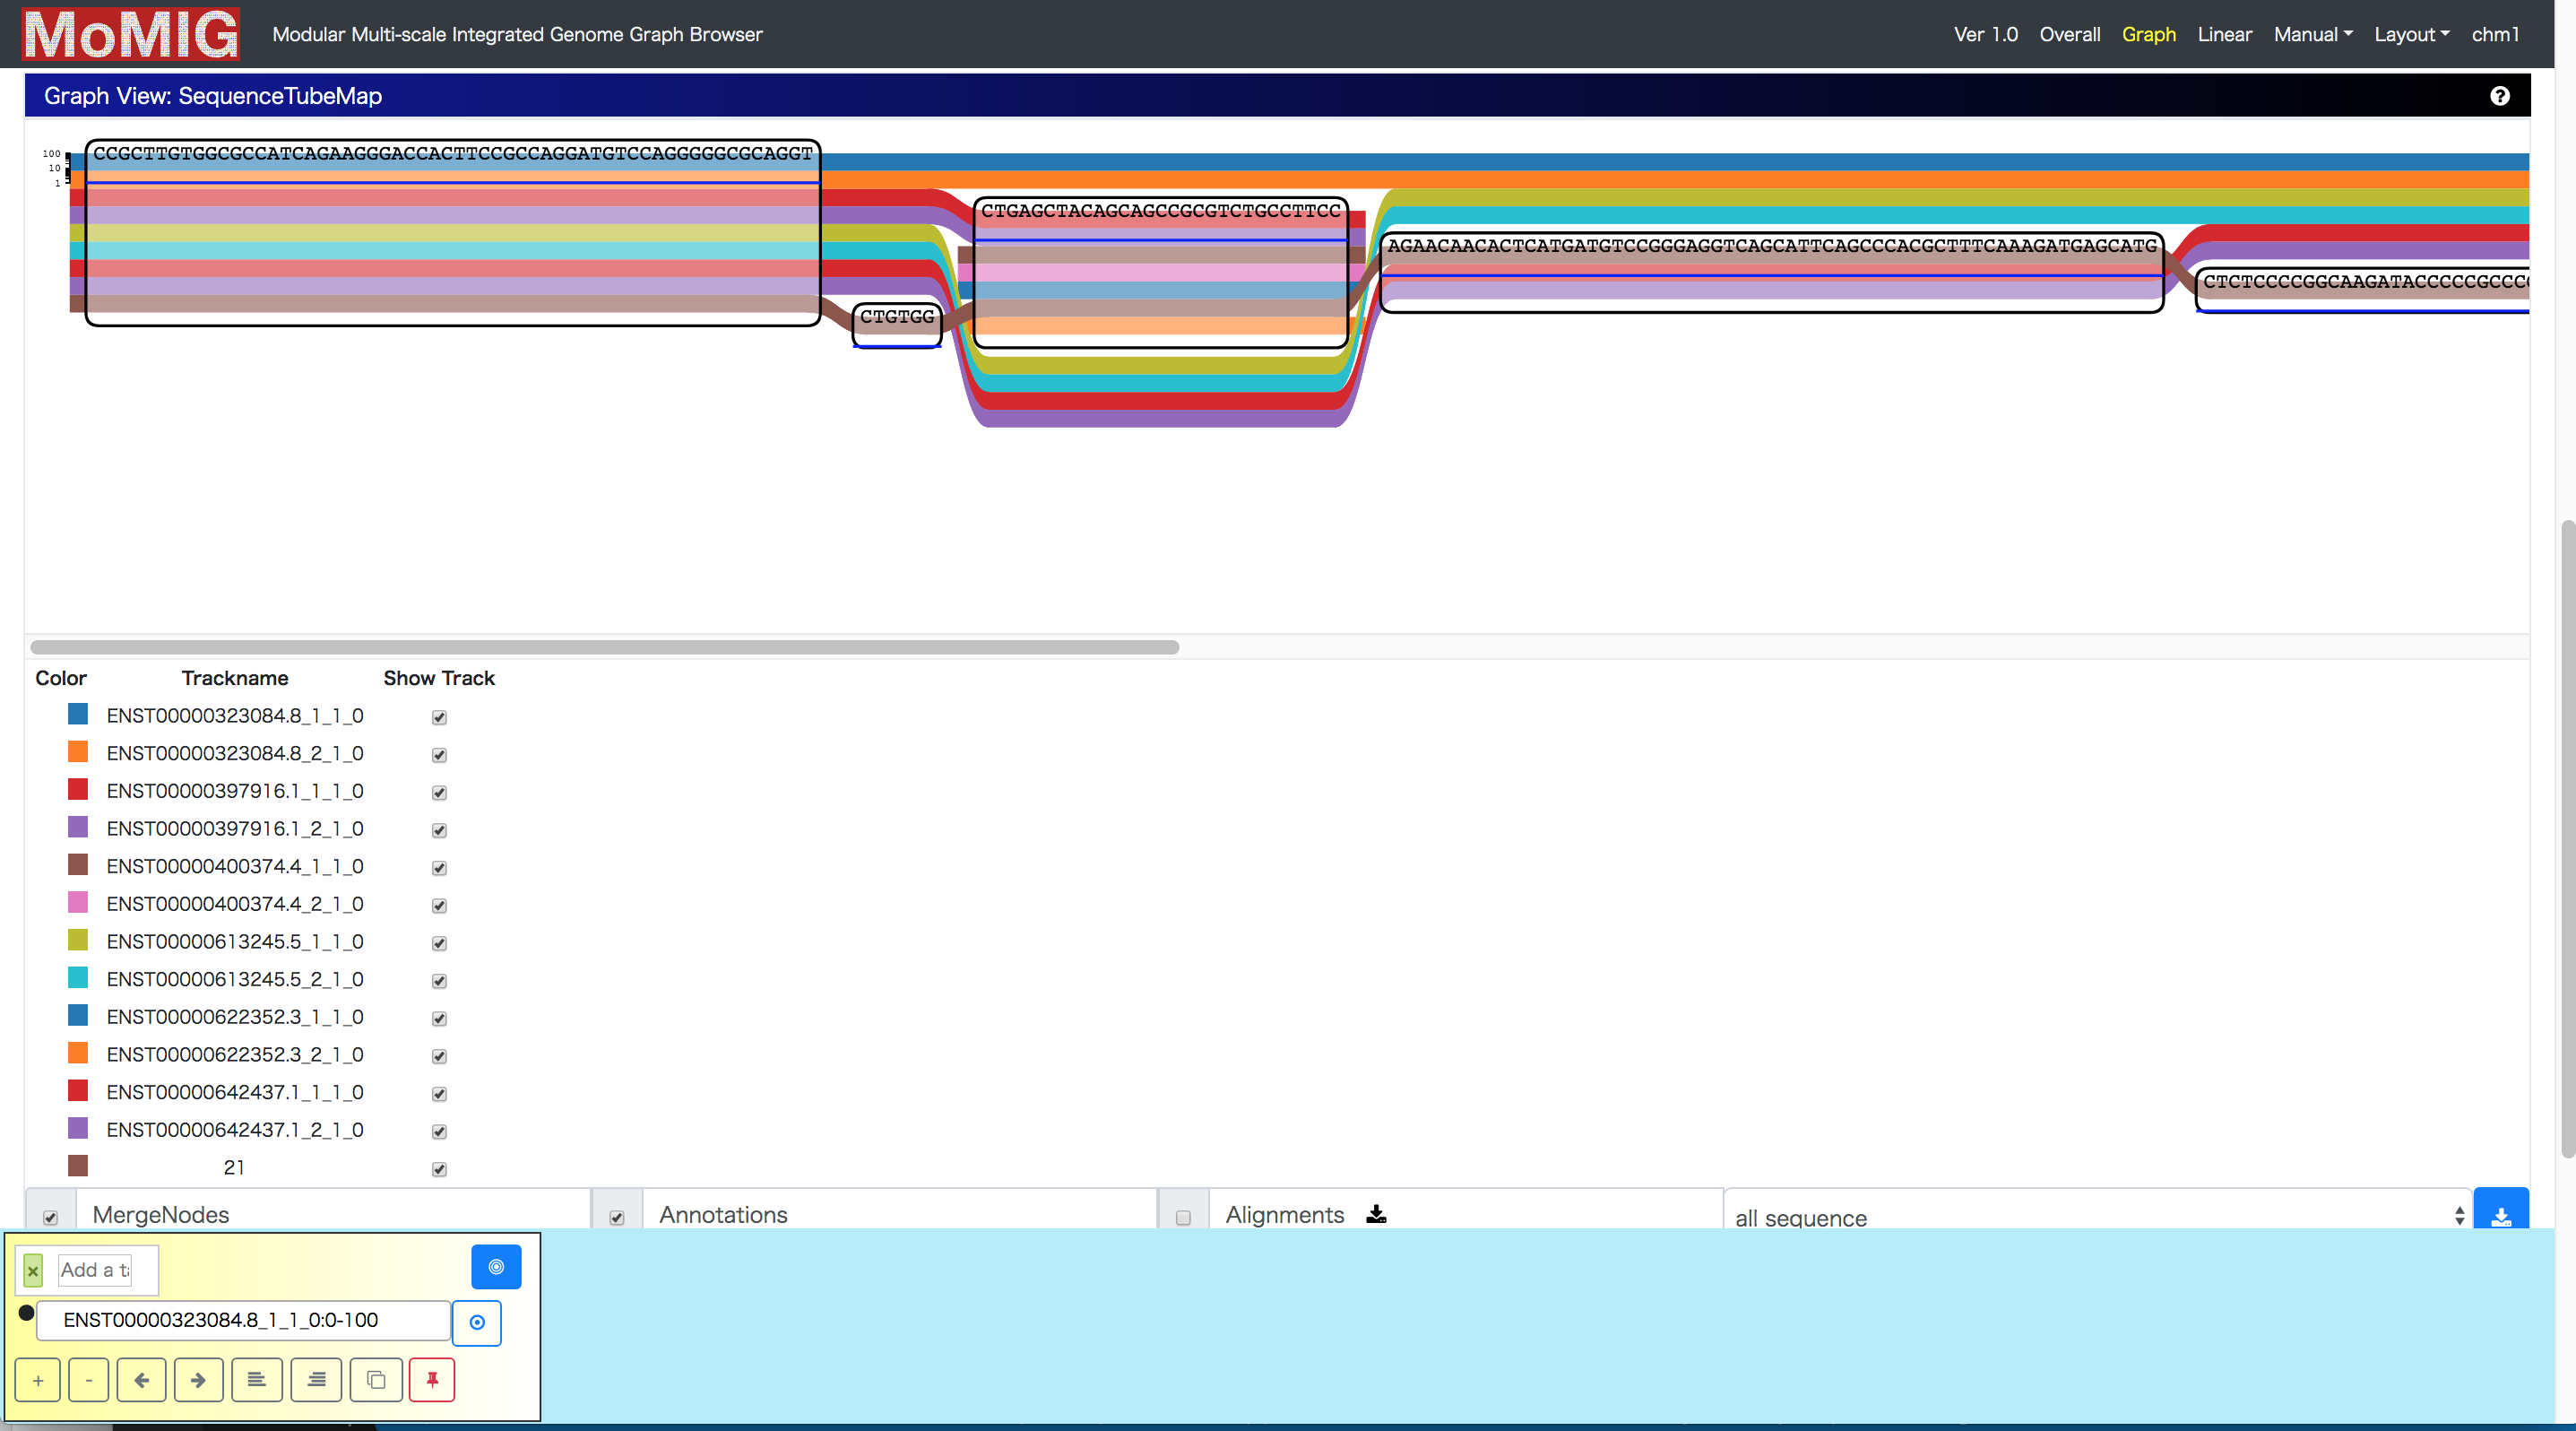 MoMIG Modular Multi-scale Integrated Genome Graph Browser Ver 1.0 Overall Graph Linear Manual Layout chm1
Graph View: SequenceTubeMap
100
10
1
CCGCTTGTGGCGCCATCAGAAGGGACCACTTCCGCCAGGATGTCCAGGGGGCGCAGGT
CTGAGCTACAGCAGCCGCGTCTGCCTTCC
AGAACAACACTCATGATGTCCGGGAGGTCAGCATTCAGCCCACGCTTTCAAAGATGAGCATG
CTCTCCCCGGCAAGATACCCCCGCCC
CTGTGG
Color Trackname Show Track
ENST00000323084.8_1_1_0
ENST00000323084.8_2_1_0
ENST00000397916.1_1_1_0
ENST00000397916.1_2_1_0
ENST00000400374.4_1_1_0
ENST00000400374.4_2_1_0
ENST00000613245.5_1_1_0
ENST00000613245.5_2_1_0
ENST00000622352.3_1_1_0
ENST00000622352.3_2_1_0
ENST00000642437.1_1_1_0
ENST00000642437.1_2_1_0
21
MergeNodes Annotations Alignments all sequence
× Add a ta
ENST00000323084.8_1_1_0:0-100
+ -